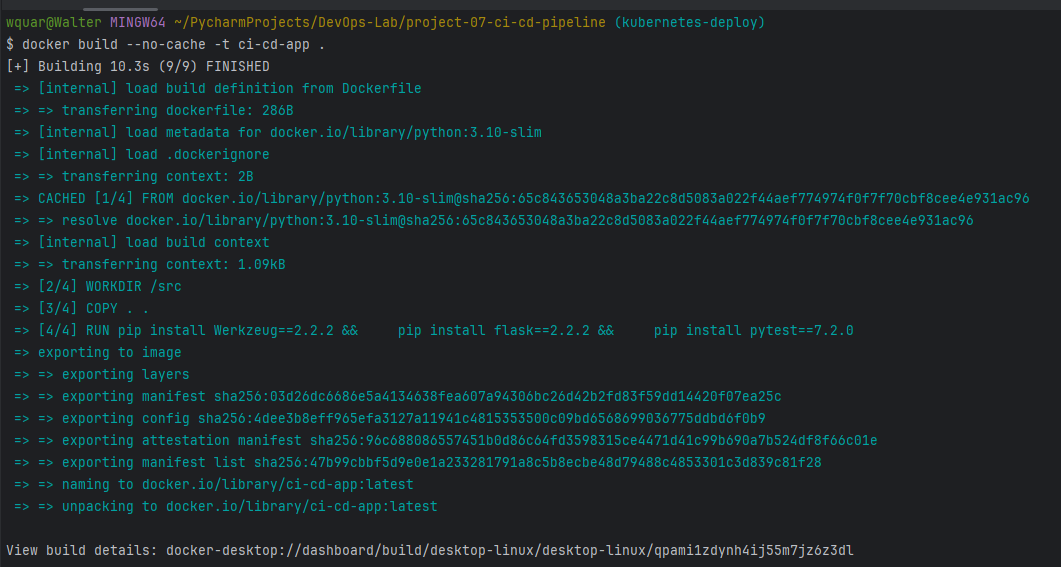 wquar@Walter MINGW64 ~/PycharmProjects/DevOps-Lab/project-07-ci-cd-pipeline (kubernetes-deploy)
$ docker build --no-cache -t ci-cd-app .
[+] Building 10.3s (9/9) FINISHED
=> [internal] load build definition from Dockerfile
=> => transferring dockerfile: 286B
=> [internal] load metadata for docker.io/library/python:3.10-slim
=> [internal] load .dockerignore
=> => transferring context: 2B
=> CACHED [1/4] FROM docker.io/library/python:3.10-slim@sha256:65c843653048a3ba22c8d5083a022f44aef774974f0f7f70cbf8cee4e931ac96
=> => resolve docker.io/library/python:3.10-slim@sha256:65c843653048a3ba22c8d5083a022f44aef774974f0f7f70cbf8cee4e931ac96
=> [internal] load build context
=> => transferring context: 1.09kB
=> [2/4] WORKDIR /src
=> [3/4] COPY . .
=> [4/4] RUN pip install Werkzeug==2.2.2 &&     pip install flask==2.2.2 &&     pip install pytest==7.2.0
=> exporting to image
=> => exporting layers
=> => exporting manifest sha256:03d26dc6686e5a4134638fea607a94306bc26d42b2fd83f59dd14420f07ea25c
=> => exporting config sha256:4dee3b8eff965efa3127a11941c4815353500c09bd6568699036775ddbd6f0b9
=> => exporting attestation manifest sha256:96c688086557451b0d86c64fd3598315ce4471d41c99b690a7b524df8f66c01e
=> => exporting manifest list sha256:47b99cbbf5d9e0e1a233281791a8c5b8ecbe48d79488c4853301c3d839c81f28
=> => naming to docker.io/library/ci-cd-app:latest
=> => unpacking to docker.io/library/ci-cd-app:latest
View build details: docker-desktop://dashboard/build/desktop-linux/desktop-linux/qpami1zdynh4ij55m7jz6z3dl